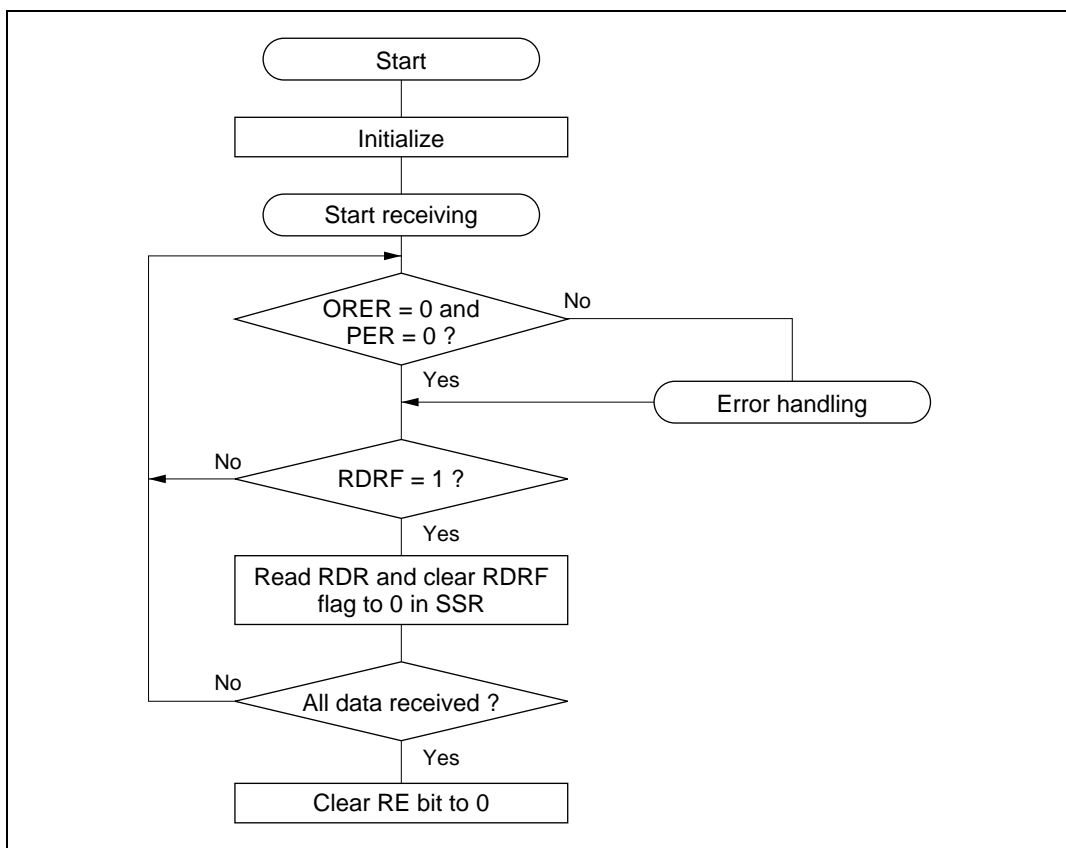 Start
Initialize
Start receiving
ORER = 0 and
PER = 0 ?
No
Yes
Error handling
No
RDRF = 1 ?
Yes
Read RDR and clear RDRF
flag to 0 in SSR
No
All data received ?
Yes
Clear RE bit to 0